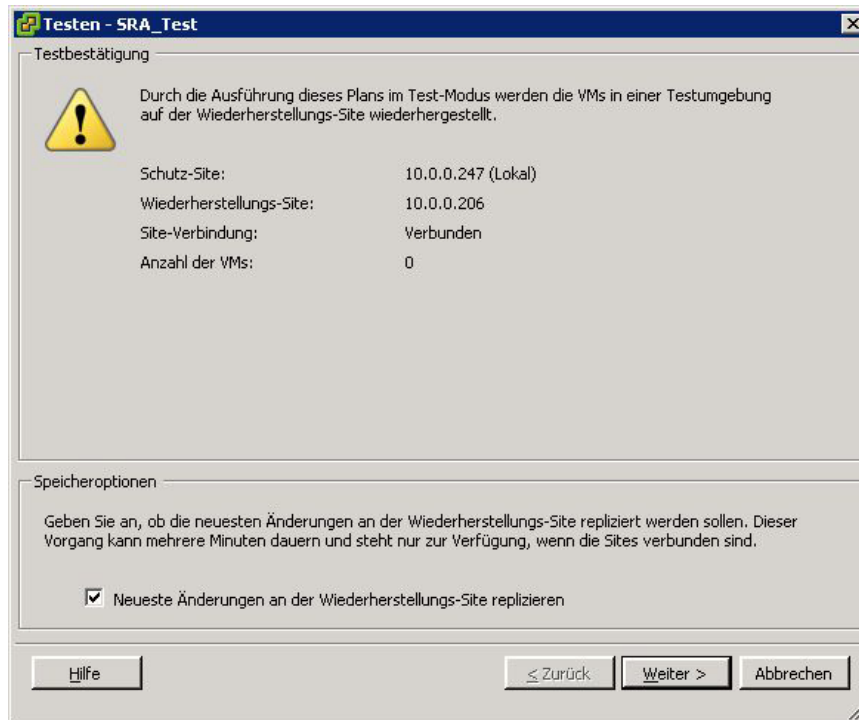 Testen - SRA_Test
Testbestätigung
Durch die Ausführung dieses Plans im Test-Modus werden die VMs in einer Testumgebung
auf der Wiederherstellungs-Site wiederhergestellt.
Schutz-Site: 10.0.0.247 (Lokal)
Wiederherstellungs-Site: 10.0.0.206
Site-Verbindung: Verbunden
Anzahl der VMs: 0
Speicheroptionen
Geben Sie an, ob die neuesten Änderungen an der Wiederherstellungs-Site repliziert werden sollen. Dieser
Vorgang kann mehrere Minuten dauern und steht nur zur Verfügung, wenn die Sites verbunden sind.
Neueste Änderungen an der Wiederherstellungs-Site replizieren
Hilfe < Zurück Weiter > Abbrechen